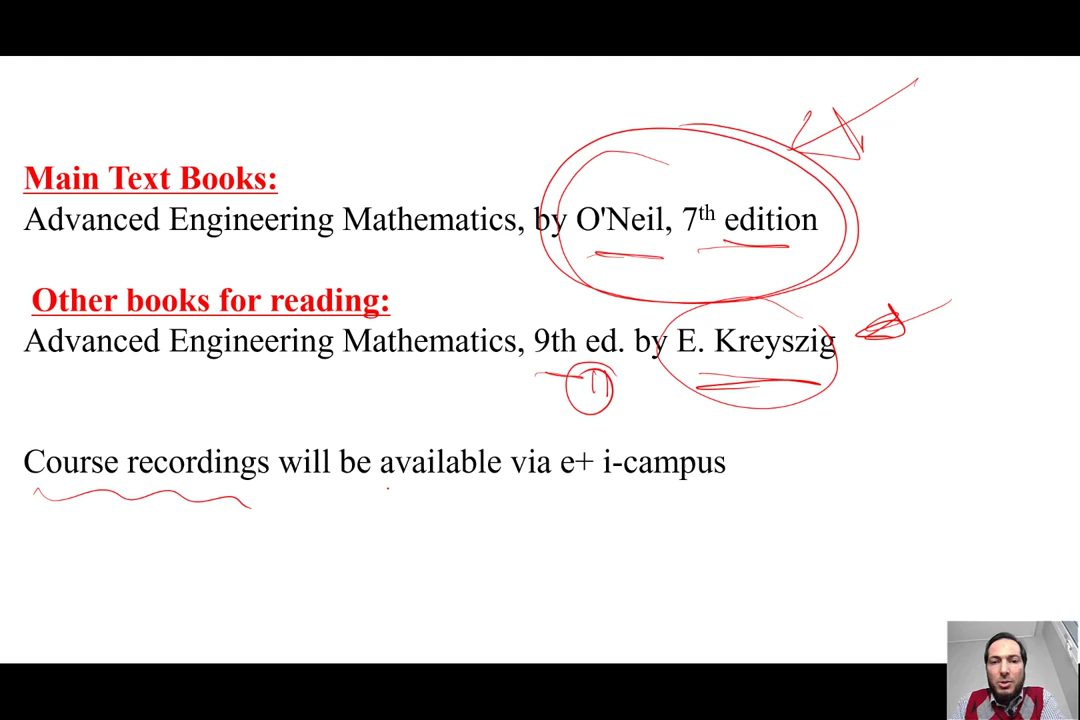 Main Text Books:
Advanced Engineering Mathematics, by O'Neil, 7th edition
Other books for reading:
Advanced Engineering Mathematics, 9th ed. by E. Kreyszig
Course recordings will be available via e+ i-campus